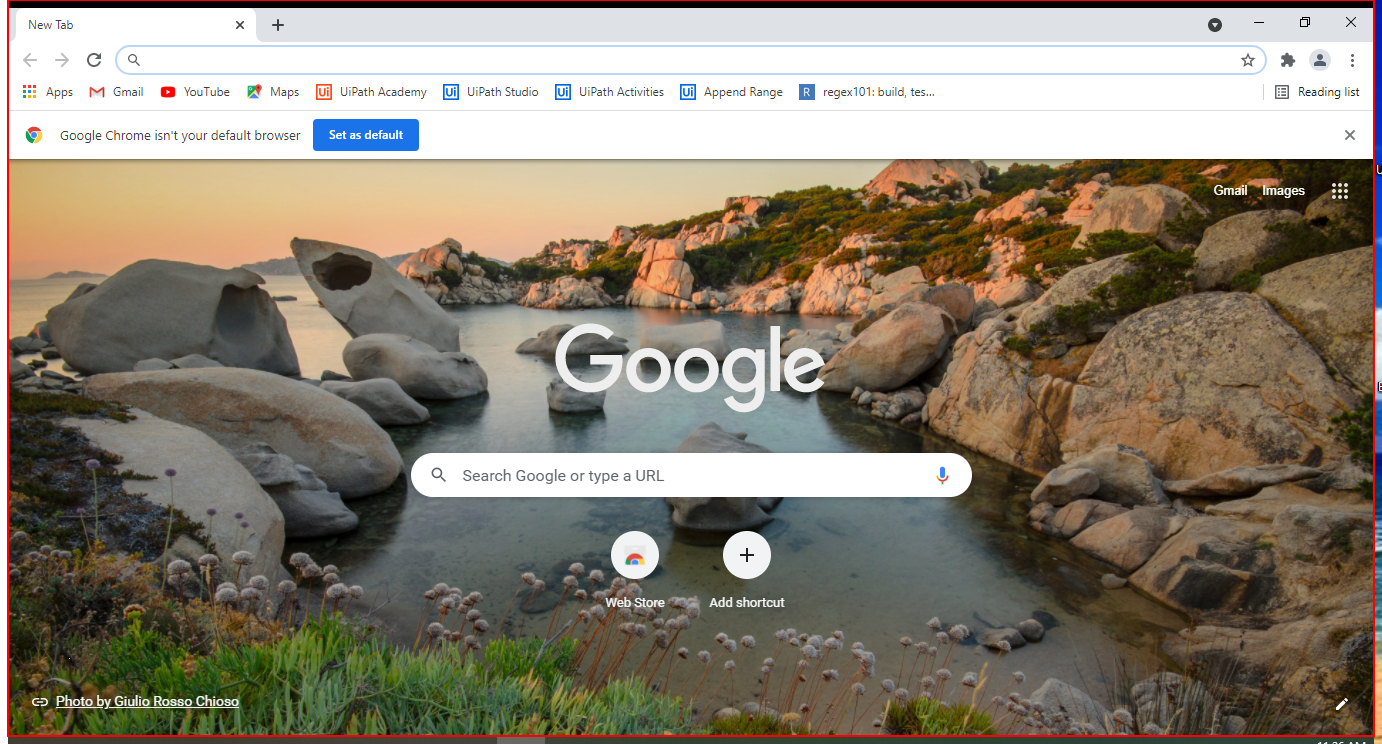 New Tab
Apps Gmail YouTube Maps UiPath Academy UiPath Studio UiPath Activities Append Range regex101: build, tes... Reading list
Google Chrome isn't your default browser Set as default
Gmail Images
Google
Search Google or type a URL
Web Store Add shortcut
Photo by Giulio Rosso Chioso